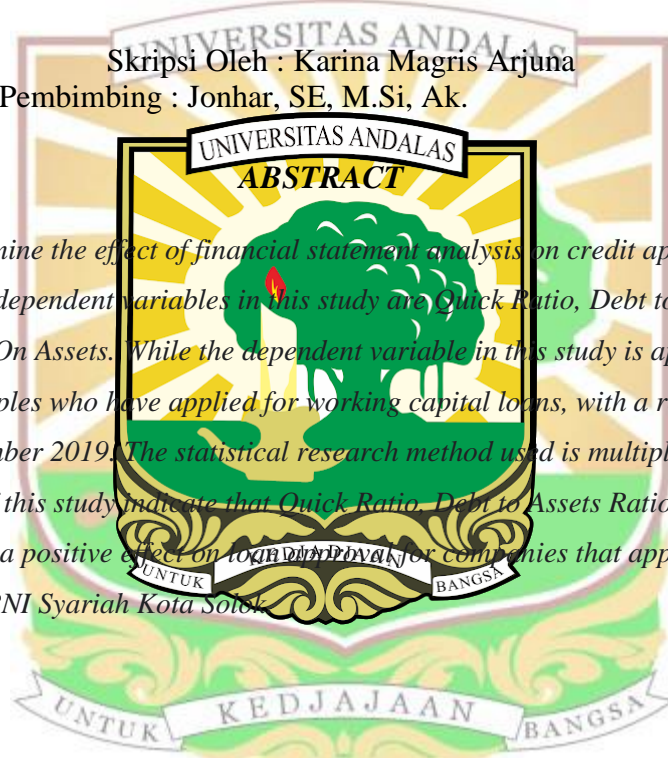 UNIVERSITAS ANDALAS
Skripsi Oleh : Karina Magris Arjuna
Pembimbing : Jonhar, SE, M.Si, Ak.
UNIVERSITAS ANDALAS
ABSTRACT
mine the effect of financial statement analysis on credit ap
dependent variables in this study are Quick Ratio, Debt to
On Assets. While the dependent variable in this study is ap
ples who have applied for working capital loans, with a r
mber 2019. The statistical research method used is multipl
f this study indicate that Quick Ratio, Debt to Assets Ratio
a positive effect on loan approval for companies that app
NI Syariah Kota Solok.
UNTUK KEDJADJAAN BANGSA
UNTUK KEDJAJAAN BANGSA